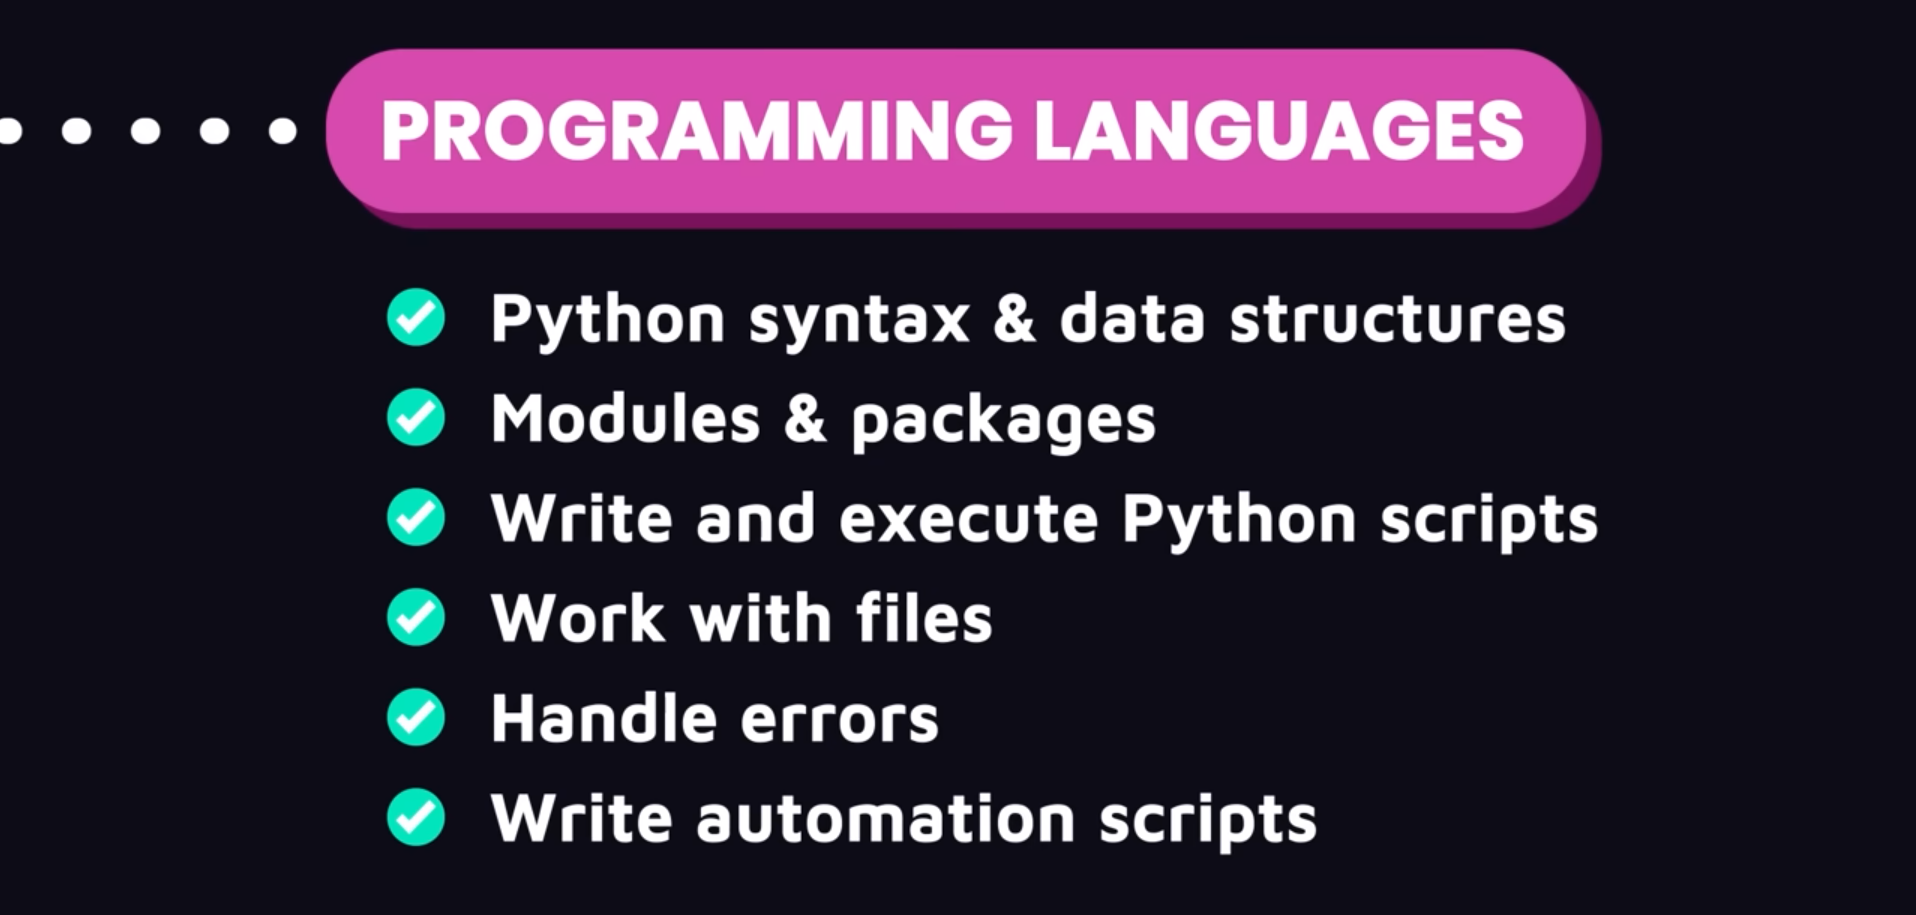 PROGRAMMING LANGUAGES
Python syntax & data structures
Modules & packages
Write and execute Python scripts
Work with files
Handle errors
Write automation scripts